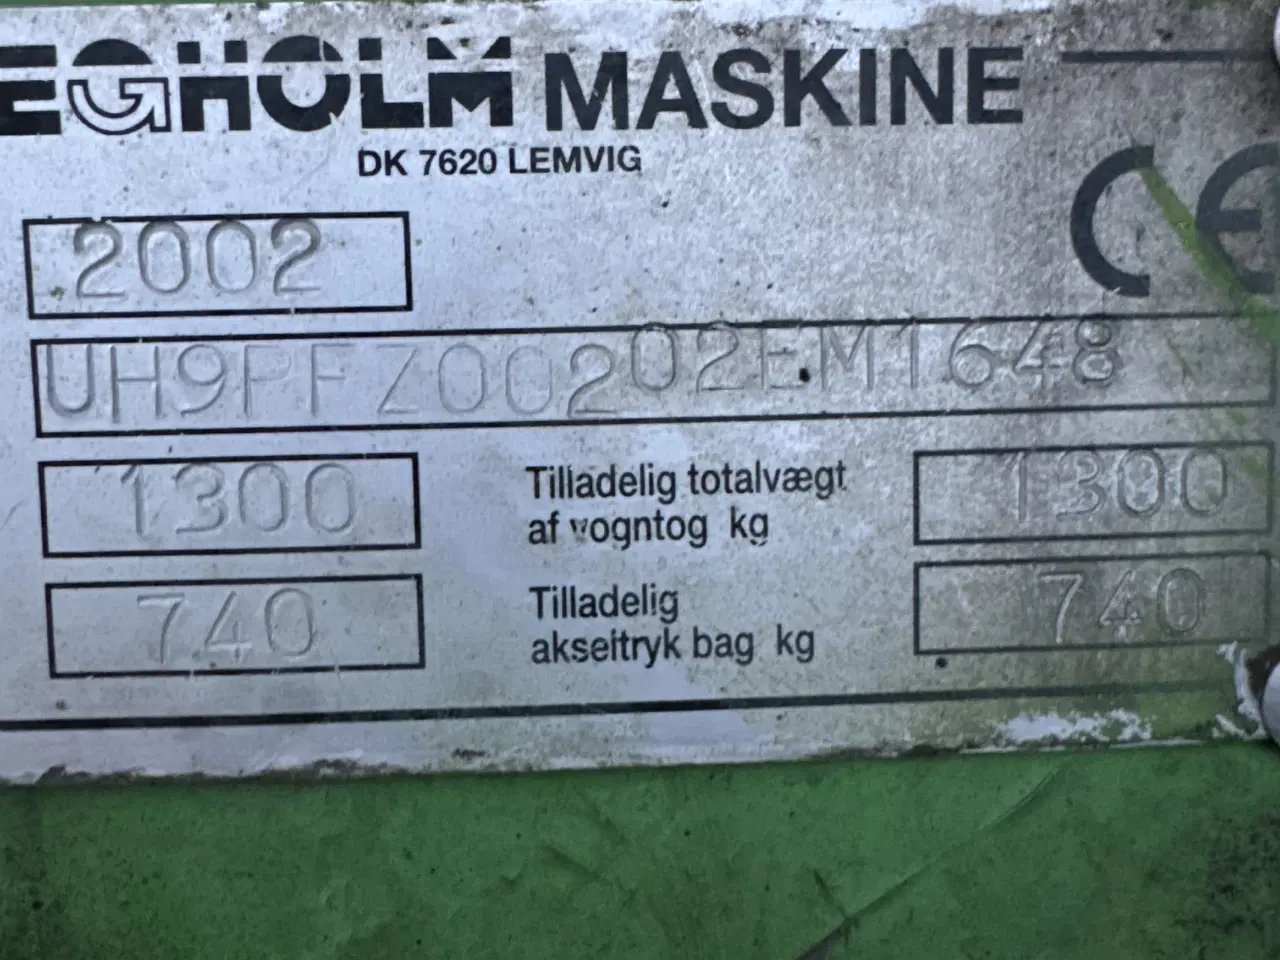 EGHOLM MASKINE
DK 7620 LEMVIG
CE
2002
UH9PFZ00202EM1648
1300 Tilladelig totalvægt af vogntog kg 1300
740 Tilladelig akseltryk bag kg 740